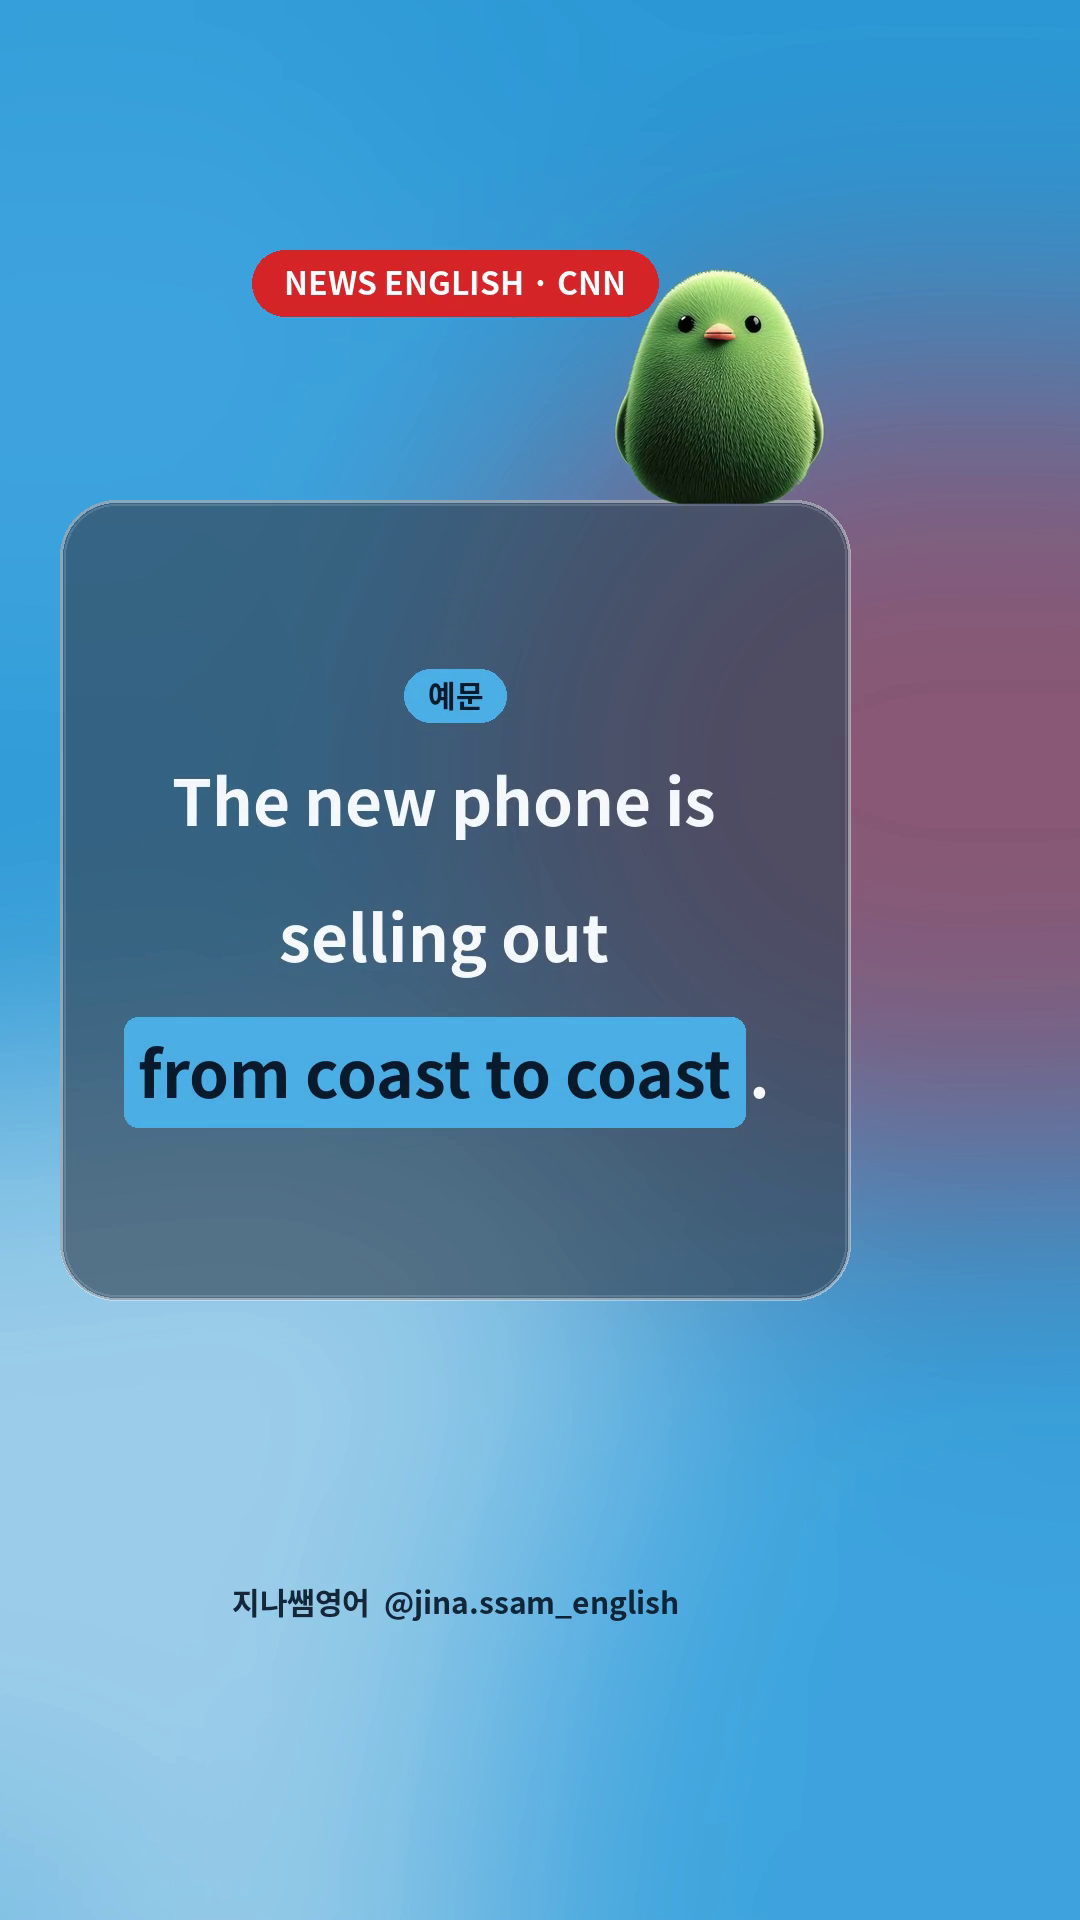 NEWS ENGLISH · CNN
예문
The new phone is
selling out
from coast to coast.
지나쌤영어 @jina.ssam_english